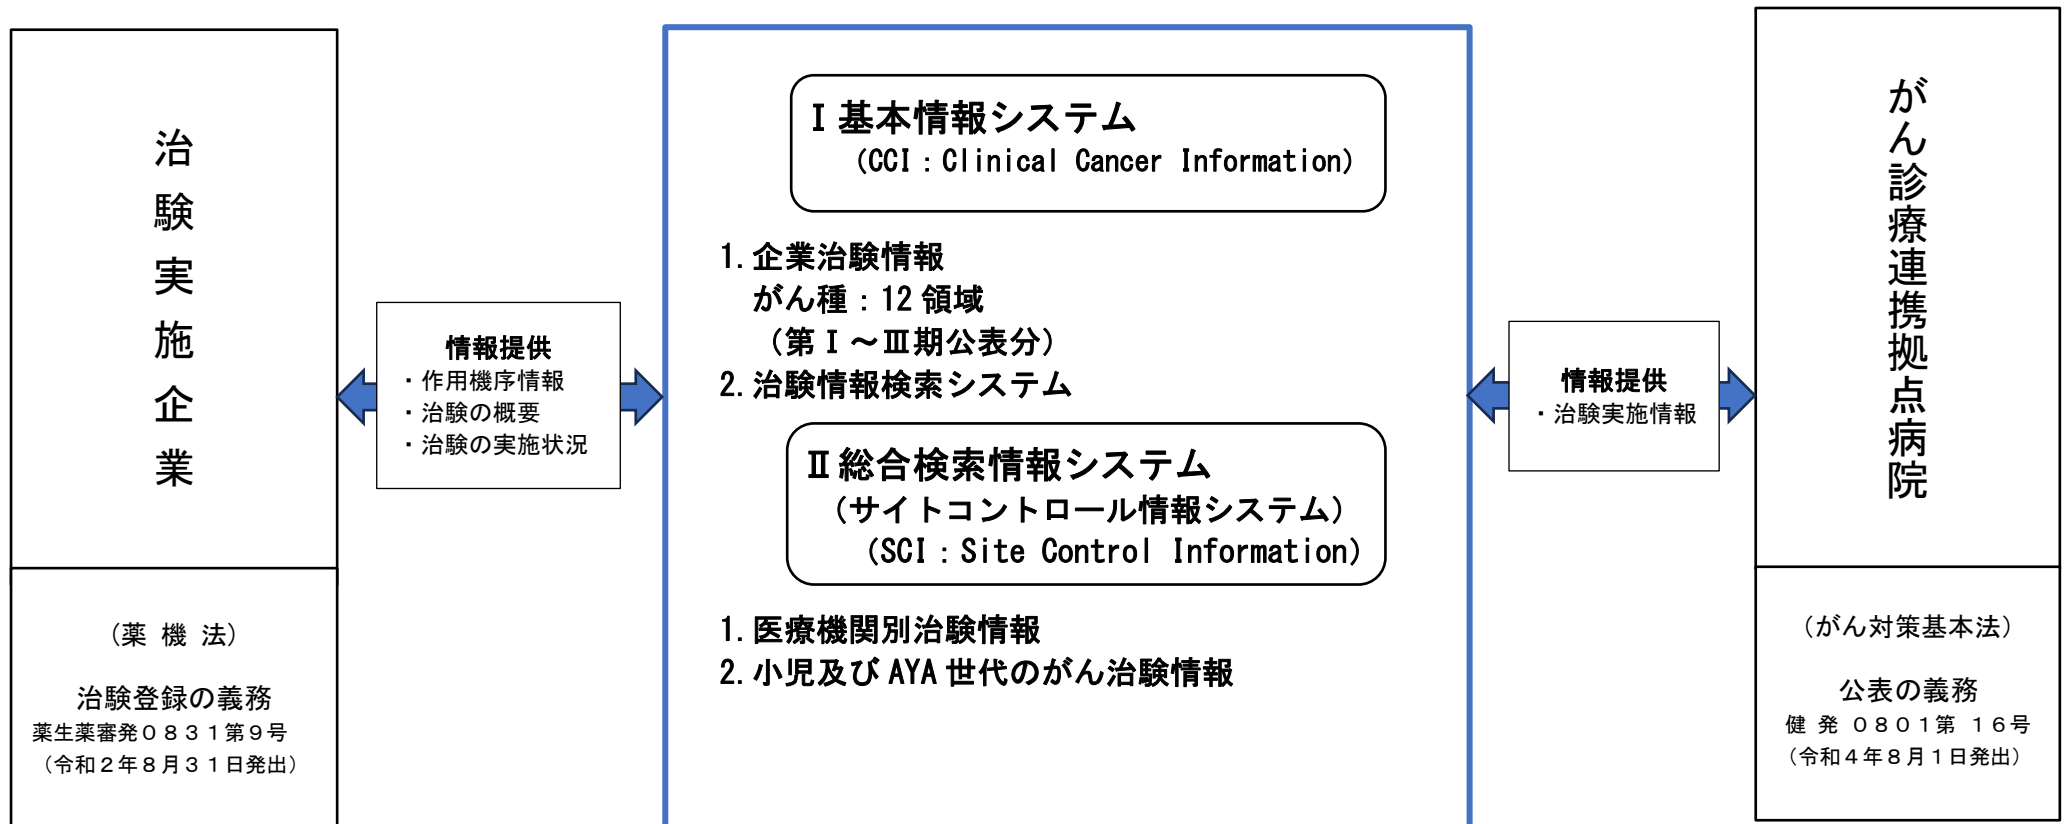 治験実施企業
（薬 機 法）
治験登録の義務
薬生薬審発０８３１第９号
（令和２年８月３１日発出）
情報提供
・作用機序情報
・治験の概要
・治験の実施状況
Ⅰ 基本情報システム
（CCI：Clinical Cancer Information）
1. 企業治験情報
がん種：12 領域
（第Ⅰ～Ⅲ期公表分）
2. 治験情報検索システム
Ⅱ 総合検索情報システム
（サイトコントロール情報システム）
（SCI：Site Control Information）
1. 医療機関別治験情報
2. 小児及び AYA 世代のがん治験情報
情報提供
・治験実施情報
がん診療連携拠点病院
（がん対策基本法）
公表の義務
健 発 ０８０１第 １６号
（令和４年８月１日発出）